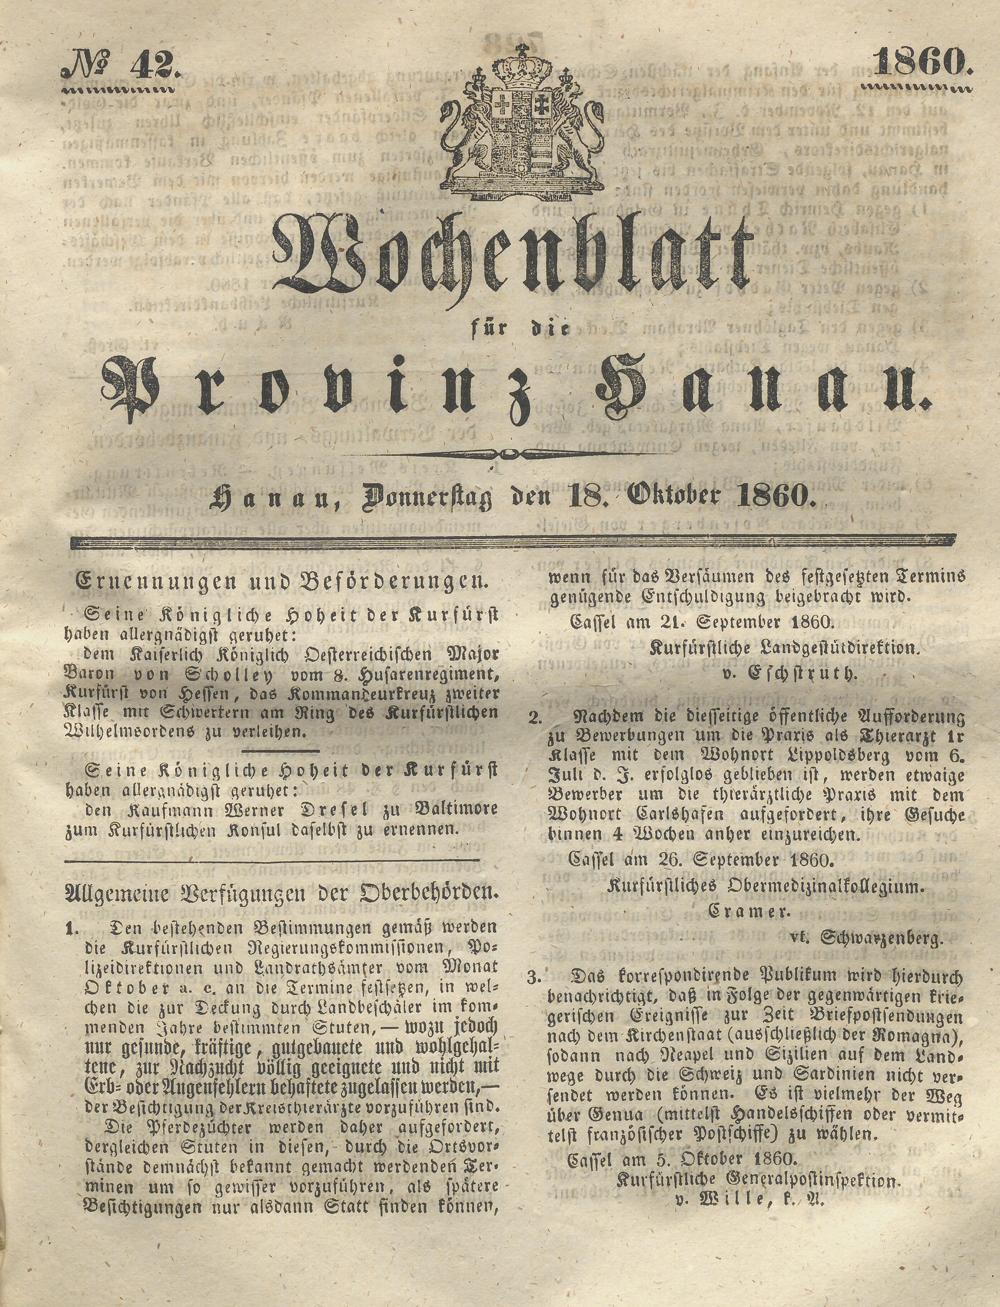 № 42.
1860.
Wochenblatt
für die
Provinz Hanau.
Hanau, Donnerstag den 18. Oktober 1860.
Ernennungen und Beförderungen.
Seine Königliche Hoheit der Kurfürst
haben allergnädigst geruhet:
dem Kaiserlich Königlich Oesterreichischen Major
Baron von Scholley vom 8. Husarenregiment,
Kurfürst von Hessen, das Kommandeurkreuz zweiter
Klasse mit Schwertern am Ring des Kurfürstlichen
Wilhelmsordens zu verleihen.
Seine Königliche Hoheit der Kurfürst
haben allergnädigst geruhet:
den Kaufmann Werner Dresel zu Baltimore
zum Kurfürstlichen Konsul daselbst zu ernennen.
Allgemeine Verfügungen der Oberbehörden.
1. Den bestehenden Bestimmungen gemäß werden
die Kurfürstlichen Regierungskommissionen, Po-
lizeidirektionen und Landrathsämter vom Monat
Oktober a. c. an die Termine festsetzen, in wel-
chen die zur Deckung durch Landbeschäler im kom-
menden Jahre bestimmten Stuten, — wozu jedoch
nur gesunde, kräftige, gutgebauete und wohlgehal-
tene, zur Nachzucht völlig geeignete und nicht mit
Erb- oder Augenfehlern behaftete zugelassen werden, —
der Besichtigung der Kreisthierärzte vorzuführen sind.
Die Pferdezüchter werden daher aufgefordert,
dergleichen Stuten in diesen, durch die Ortsvor-
stände demnächst bekannt gemacht werdenden Ter-
minen um so gewisser vorzuführen, als spätere
Besichtigungen nur alsdann Statt finden können,
wenn für das Versäumen des festgesetzten Termins
genügende Entschuldigung beigebracht wird.
Cassel am 21. September 1860.
Kurfürstliche Landgestütdirektion.
v. Eschstruth.
2. Nachdem die diesseitige öffentliche Aufforderung
zu Bewerbungen um die Praxis als Thierarzt 1r
Klasse mit dem Wohnort Lippoldsberg vom 6.
Juli d. J. erfolglos geblieben ist, werden etwaige
Bewerber um die thierärztliche Praxis mit dem
Wohnort Carlshafen aufgefordert, ihre Gesuche
binnen 4 Wochen anher einzureichen.
Cassel am 26. September 1860.
Kurfürstliches Obermedizinalkollegium.
Cramer.
vt. Schwarzenberg.
3. Das korrespondirende Publikum wird hierdurch
benachrichtigt, daß in Folge der gegenwärtigen krie-
gerischen Ereignisse zur Zeit Briefpostsendungen
nach dem Kirchenstaat (ausschließlich der Romagna),
sodann nach Neapel und Sizilien auf dem Land-
wege durch die Schweiz und Sardinien nicht ver-
sendet werden können. Es ist vielmehr der Weg
über Genua (mittelst Handelsschiffen oder vermit-
telst französischer Postschiffe) zu wählen.
Cassel am 5. Oktober 1860.
Kurfürstliche Generalpostinspektion.
v. Wille, k. A.